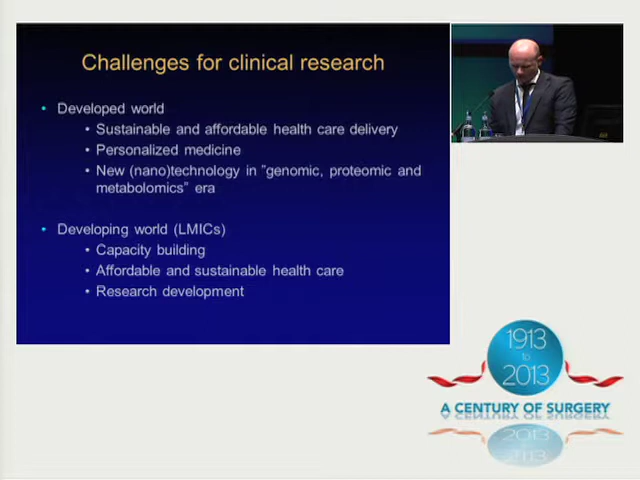 Challenges for clinical research
• Developed world
• Sustainable and affordable health care delivery
• Personalized medicine
• New (nano)technology in ”genomic, proteomic and
metabolomics” era
• Developing world (LMICs)
• Capacity building
• Affordable and sustainable health care
• Research development
1913
to
2013
A CENTURY OF SURGERY